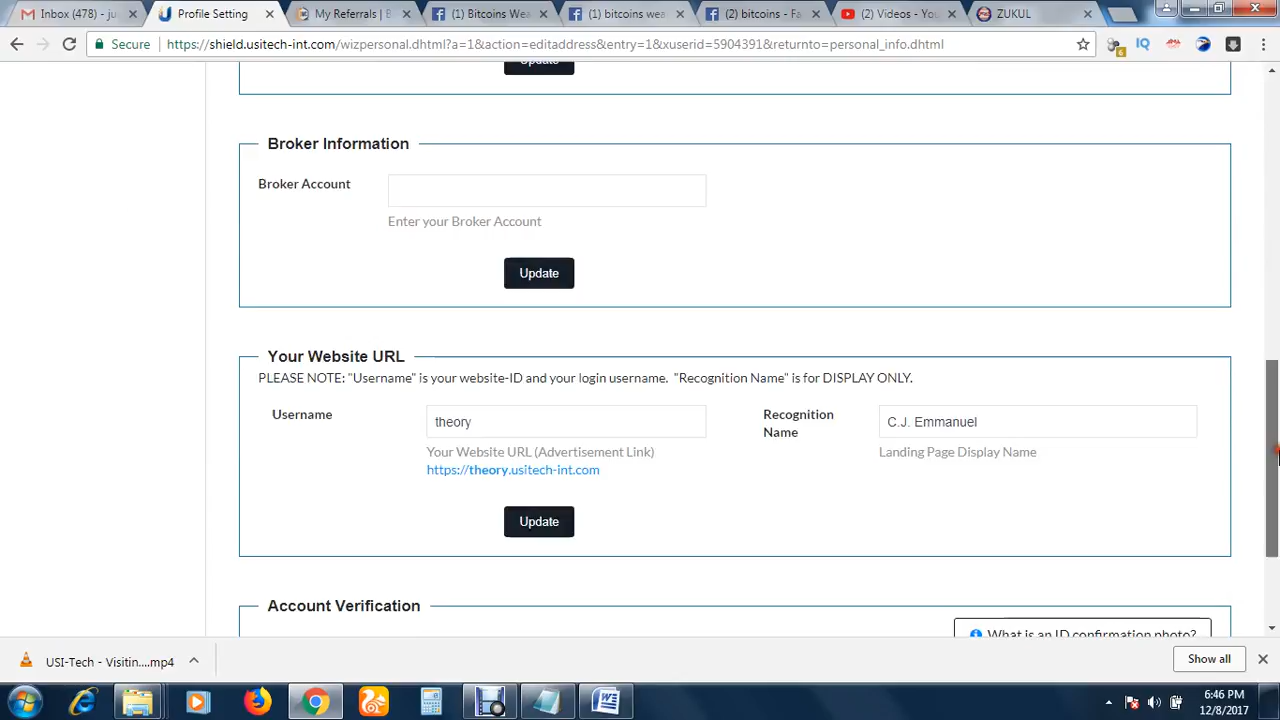 Inbox (478) - ju
Profile Setting
My Referrals | B
(1) Bitcoins Wea
(1) bitcoins wea
(2) bitcoins - Fa
(2) Videos - You
ZUKUL
Secure
https://shield.usitech-int.com/wizpersonal.dhtml?a=1&action=editaddress&entry=1&xuserid=5904391&returnto=personal_info.dhtml
6
IQ
Update
Broker Information
Broker Account
Enter your Broker Account
Update
Your Website URL
PLEASE NOTE: "Username" is your website-ID and your login username. "Recognition Name" is for DISPLAY ONLY.
Username
theory
Recognition
Name
C.J. Emmanuel
Your Website URL (Advertisement Link)
Landing Page Display Name
https://theory.usitech-int.com
Update
Account Verification
What is an ID confirmation photo?
USI-Tech - Visitin....mp4
Show all
6:46 PM
12/8/2017